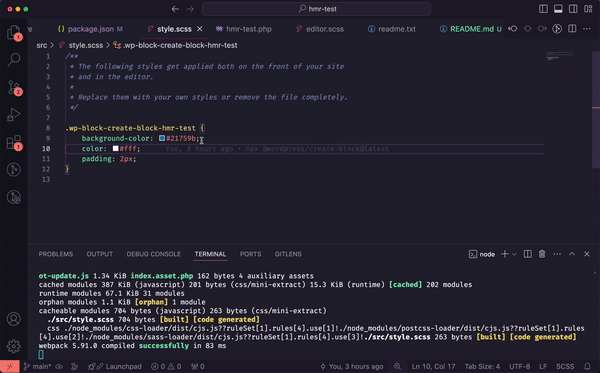 hmr-test
re
package.json
style.scss
hmr-test.php
editor.scss
readme.txt
README.md U
src > style.scss > .wp-block-create-block-hmr-test
1 /**
2 * The following styles get applied both on the front of your site
3 * and in the editor.
4 *
5 * Replace them with your own styles or remove the file completely.
6 */
7
8 .wp-block-create-block-hmr-test {
9 background-color: #21759b;
10 color: #fff; You, 3 hours ago • npx @wordpress/create-block@latest
11 padding: 2px;
12 }
13
PROBLEMS OUTPUT DEBUG CONSOLE TERMINAL PORTS GITLENS
node
ot-update.js 1.34 KiB index.asset.php 162 bytes 4 auxiliary assets
cached modules 387 KiB (javascript) 201 bytes (css/mini-extract) 15.3 KiB (runtime) [cached] 202 modules
runtime modules 67.1 KiB 31 modules
orphan modules 1.1 KiB [orphan] 1 module
cacheable modules 704 bytes (javascript) 263 bytes (css/mini-extract)
./src/style.scss 704 bytes [built] [code generated]
css ./node_modules/css-loader/dist/cjs.js??ruleSet[1].rules[4].use[1]!./node_modules/postcss-loader/dist/cjs.js??ruleSet[1].rules
[4].use[2]!./node_modules/sass-loader/dist/cjs.js??ruleSet[1].rules[4].use[3]!./src/style.scss 263 bytes [built] [code generated]
webpack 5.91.0 compiled successfully in 83 ms
main* Launchpad 0 0 0 You, 3 hours ago Ln 10, Col 17 Tab Size: 4 UTF-8 LF SCSS